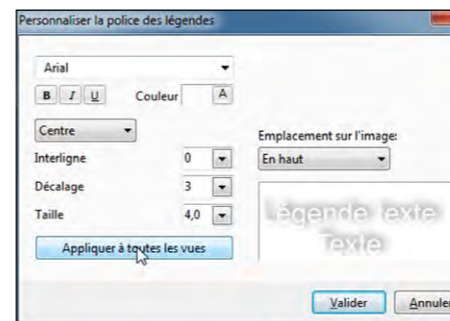 Personnaliser la police des légendes
Arial
B I U Couleur A
Centre
Emplacement sur l'image:
Interligne 0
En haut
Décalage 3
Taille 4,0
Légende texte
Texte
Appliquer à toutes les vues
Valider Annuler